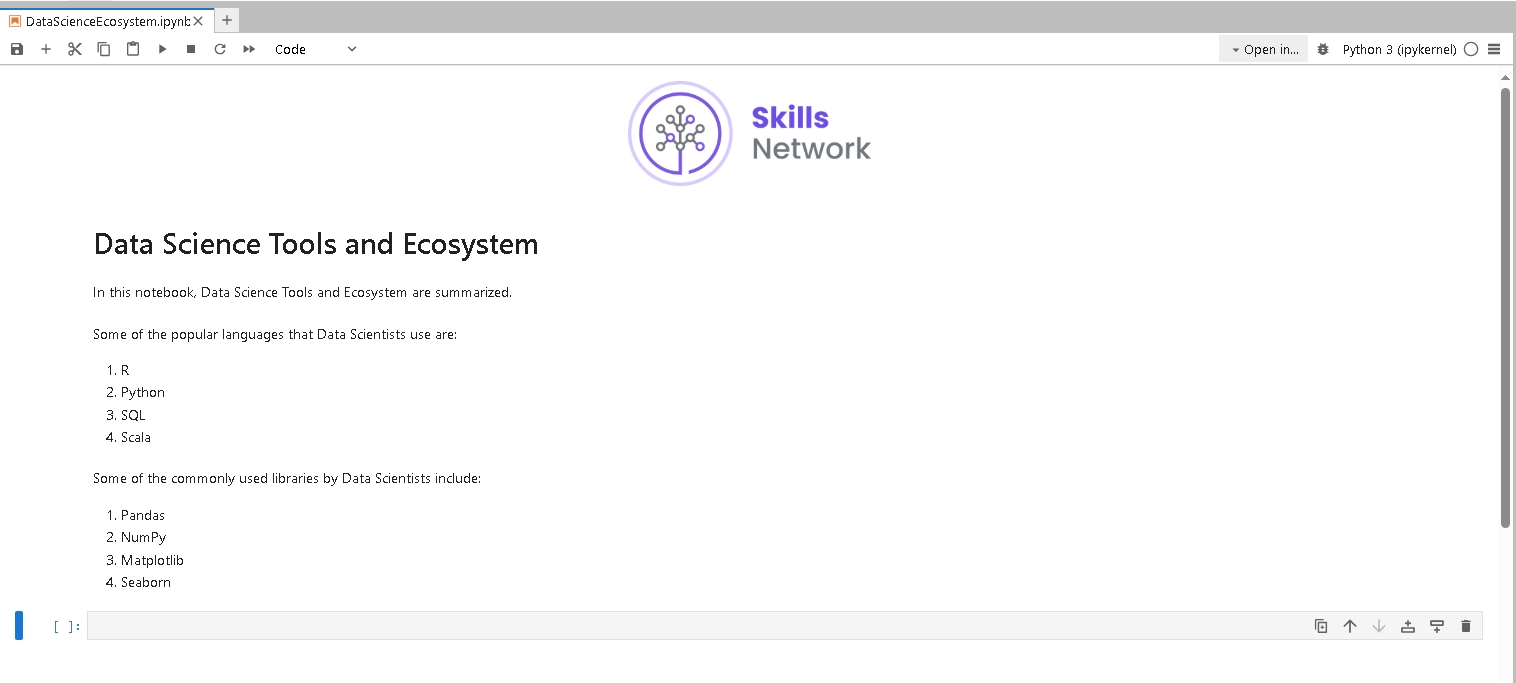 DataScienceEcosystem.ipynb
Code
Open in...
Python 3 (ipykernel)
Skills
Network
Data Science Tools and Ecosystem
In this notebook, Data Science Tools and Ecosystem are summarized.
Some of the popular languages that Data Scientists use are:
1. R
2. Python
3. SQL
4. Scala
Some of the commonly used libraries by Data Scientists include:
1. Pandas
2. NumPy
3. Matplotlib
4. Seaborn
[ ]: